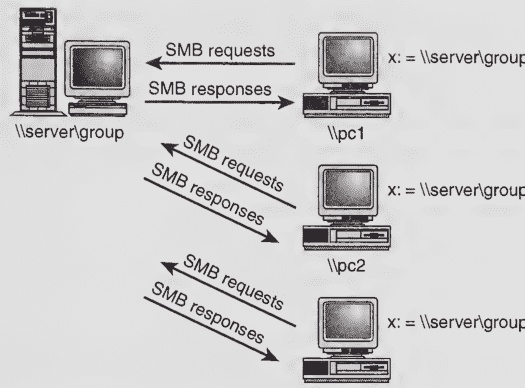 SMB requests
x: = \\server\group
SMB responses
\\server\group
\\pc1
SMB requests
x: = \\server\group
SMB responses
\\pc2
SMB requests
x: = \\server\group
SMB responses